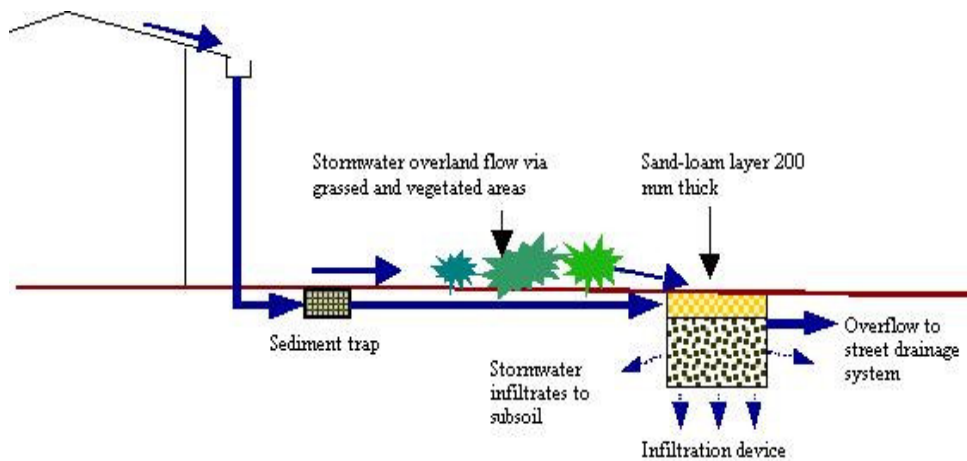 Stormwater overland flow via
grassed and vegetated areas
Sand-loam layer 200
mm thick
Sediment trap
Overflow to
street drainage
system
Stormwater
infiltrates to
subsoil
Infiltration device